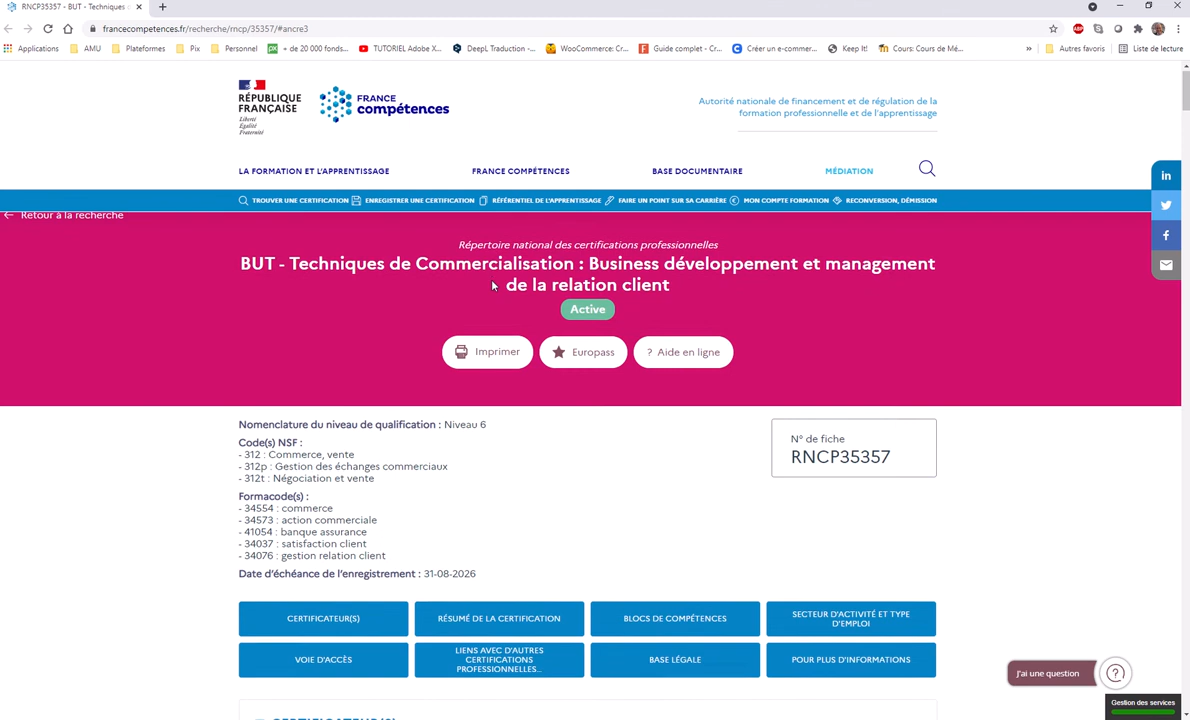 RNCP35357 - BUT - Techniques d
francecompetences.fr/recherche/rncp/35357/#ancre3
Applications AMU Plateformes Pix Personnel + de 20 000 fonds... TUTORIEL Adobe X... DeepL Traduction -... WooCommerce: Cr... Guide complet - Cr... Créer un e-commer... Keep It! Cours: Cours de Mé... » Autres favoris Liste de lecture
RÉPUBLIQUE
FRANÇAISE
Liberté
Égalité
Fraternité
FRANCE
compétences
Autorité nationale de financement et de régulation de la
formation professionnelle et de l'apprentissage
LA FORMATION ET L'APPRENTISSAGE FRANCE COMPÉTENCES BASE DOCUMENTAIRE MÉDIATION
TROUVER UNE CERTIFICATION ENREGISTRER UNE CERTIFICATION RÉFÉRENTIEL DE L'APPRENTISSAGE FAIRE UN POINT SUR SA CARRIÈRE MON COMPTE FORMATION RECONVERSION, DÉMISSION
← Retour à la recherche
Répertoire national des certifications professionnelles
BUT - Techniques de Commercialisation : Business développement et management
de la relation client
Active
Imprimer Europass ? Aide en ligne
Nomenclature du niveau de qualification : Niveau 6
Code(s) NSF :
- 312 : Commerce, vente
- 312p : Gestion des échanges commerciaux
- 312t : Négociation et vente
Formacode(s) :
- 34554 : commerce
- 34573 : action commerciale
- 41054 : banque assurance
- 34037 : satisfaction client
- 34076 : gestion relation client
Date d'échéance de l'enregistrement : 31-08-2026
N° de fiche
RNCP35357
CERTIFICATEUR(S) RÉSUMÉ DE LA CERTIFICATION BLOCS DE COMPÉTENCES SECTEUR D'ACTIVITÉ ET TYPE
D'EMPLOI
VOIE D'ACCÈS LIENS AVEC D'AUTRES
CERTIFICATIONS
PROFESSIONNELLES... BASE LÉGALE POUR PLUS D'INFORMATIONS
J'ai une question
Gestion des services
CERTIFICATEUR(S)